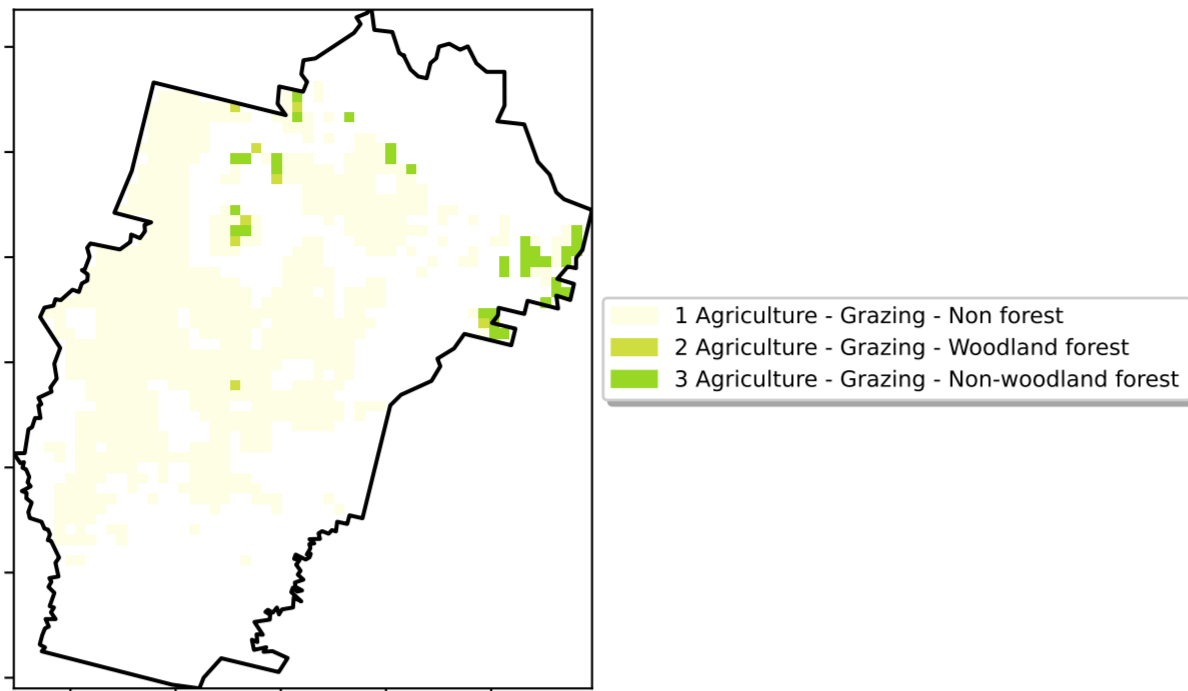 1 Agriculture - Grazing - Non forest
2 Agriculture - Grazing - Woodland forest
3 Agriculture - Grazing - Non-woodland forest